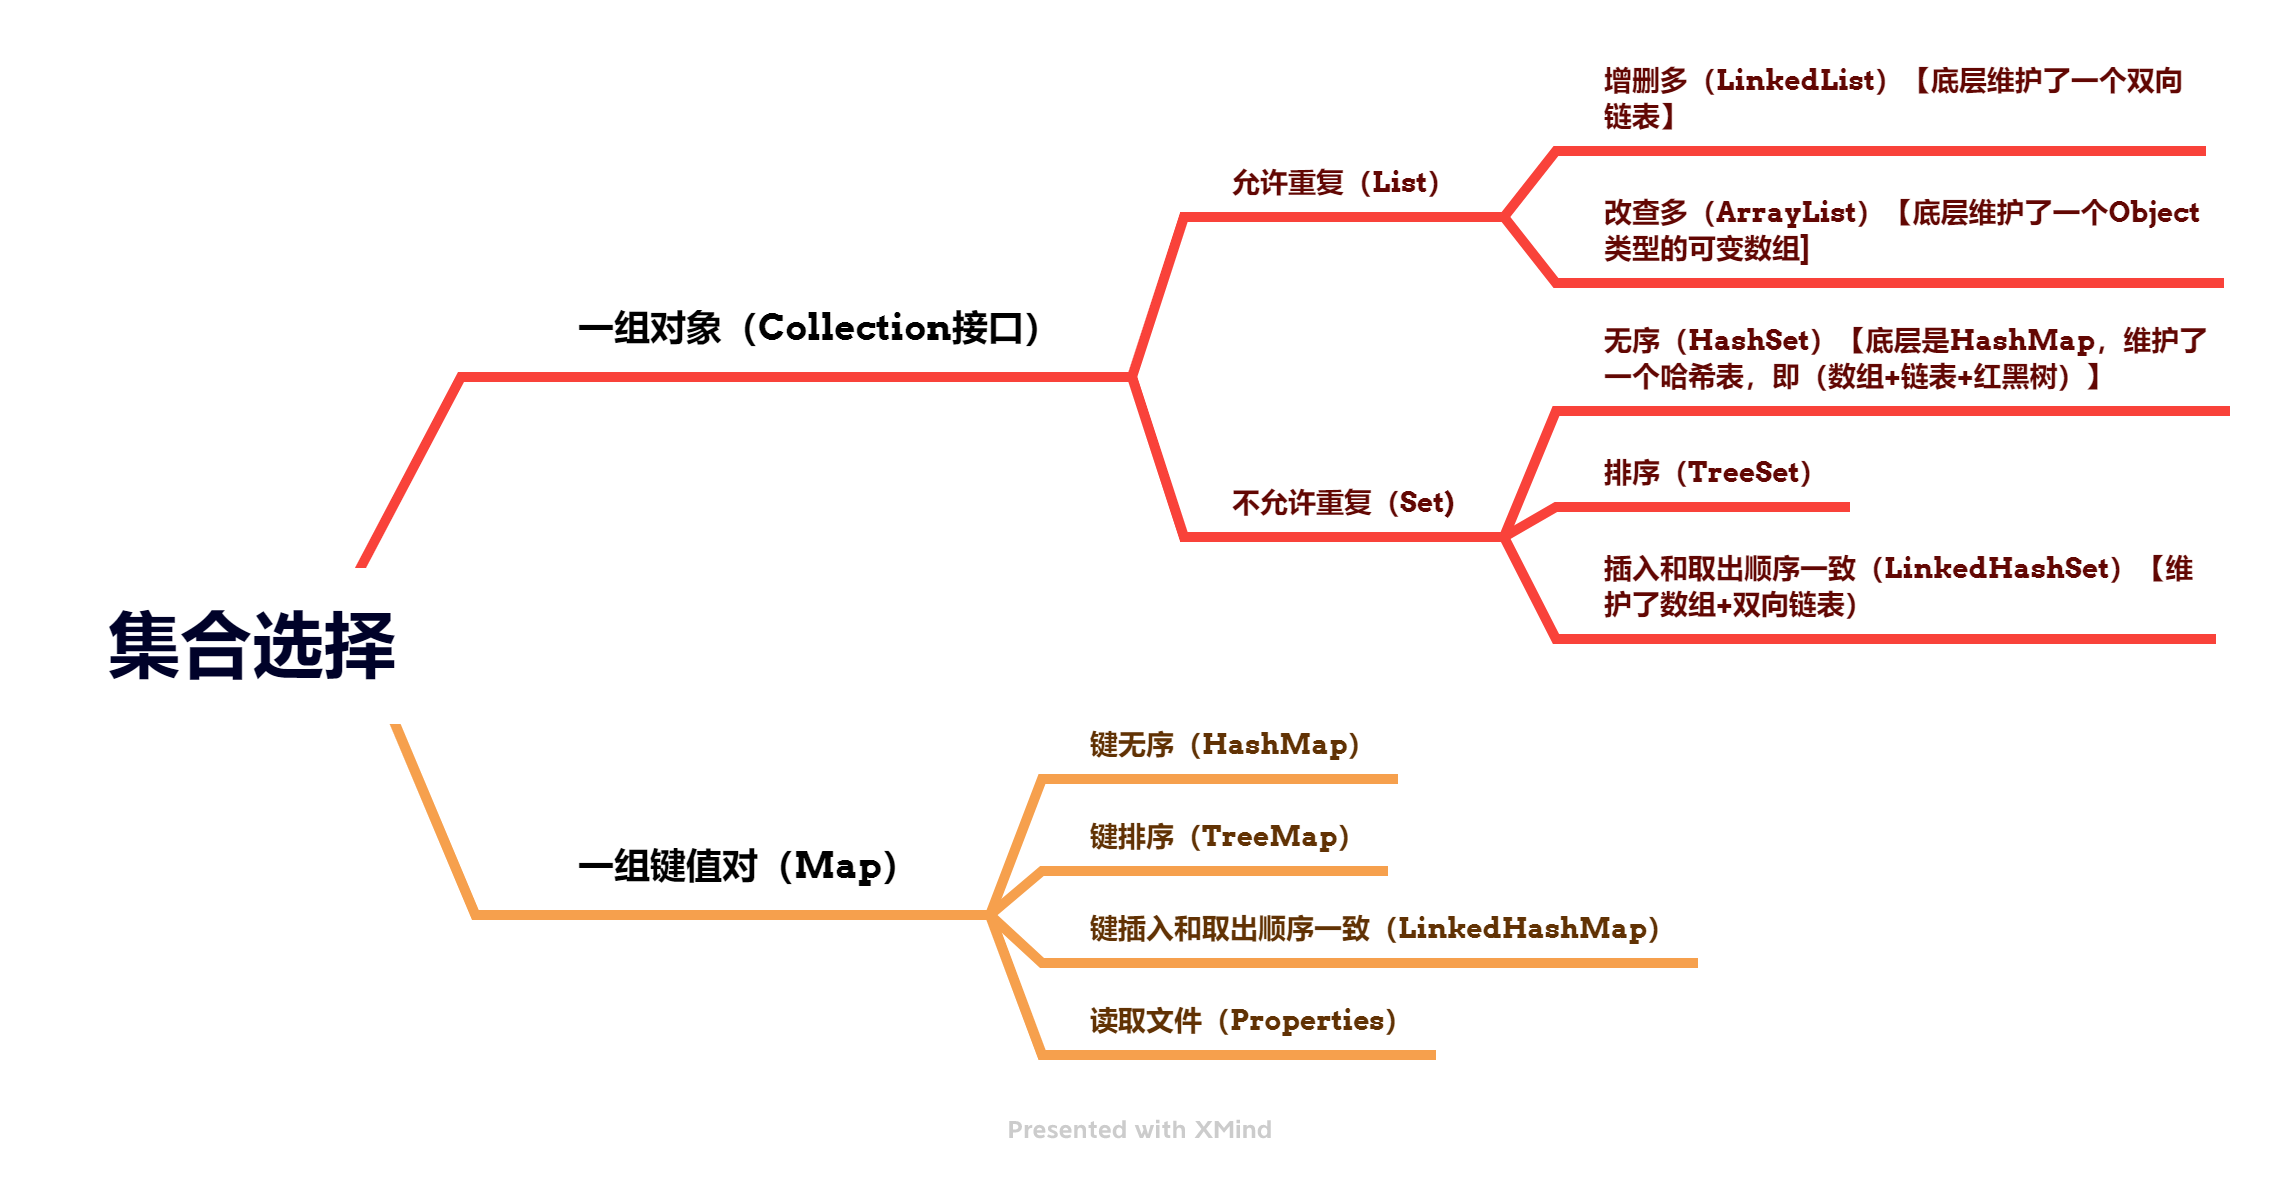 增删多（LinkedList）【底层维护了一个双向
链表】
允许重复（List）
改查多（ArrayList）【底层维护了一个Object
类型的可变数组]
一组对象（Collection接口）
无序（HashSet）【底层是HashMap，维护了
一个哈希表，即（数组+链表+红黑树）】
排序（TreeSet）
不允许重复（Set)
插入和取出顺序一致（LinkedHashSet）【维
护了数组+双向链表）
集合选择
键无序（HashMap）
键排序（TreeMap）
一组键值对（Map）
键插入和取出顺序一致（LinkedHashMap）
读取文件（Properties）
Presented with XMind